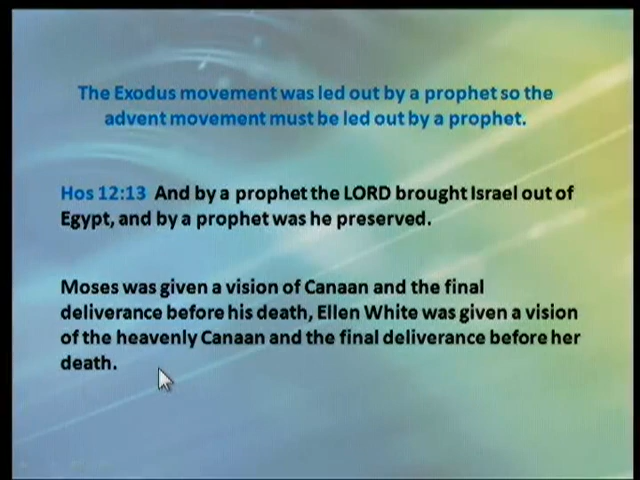 The Exodus movement was led out by a prophet so the
advent movement must be led out by a prophet.
Hos 12:13 And by a prophet the LORD brought Israel out of
Egypt, and by a prophet was he preserved.
Moses was given a vision of Canaan and the final
deliverance before his death, Ellen White was given a vision
of the heavenly Canaan and the final deliverance before her
death.